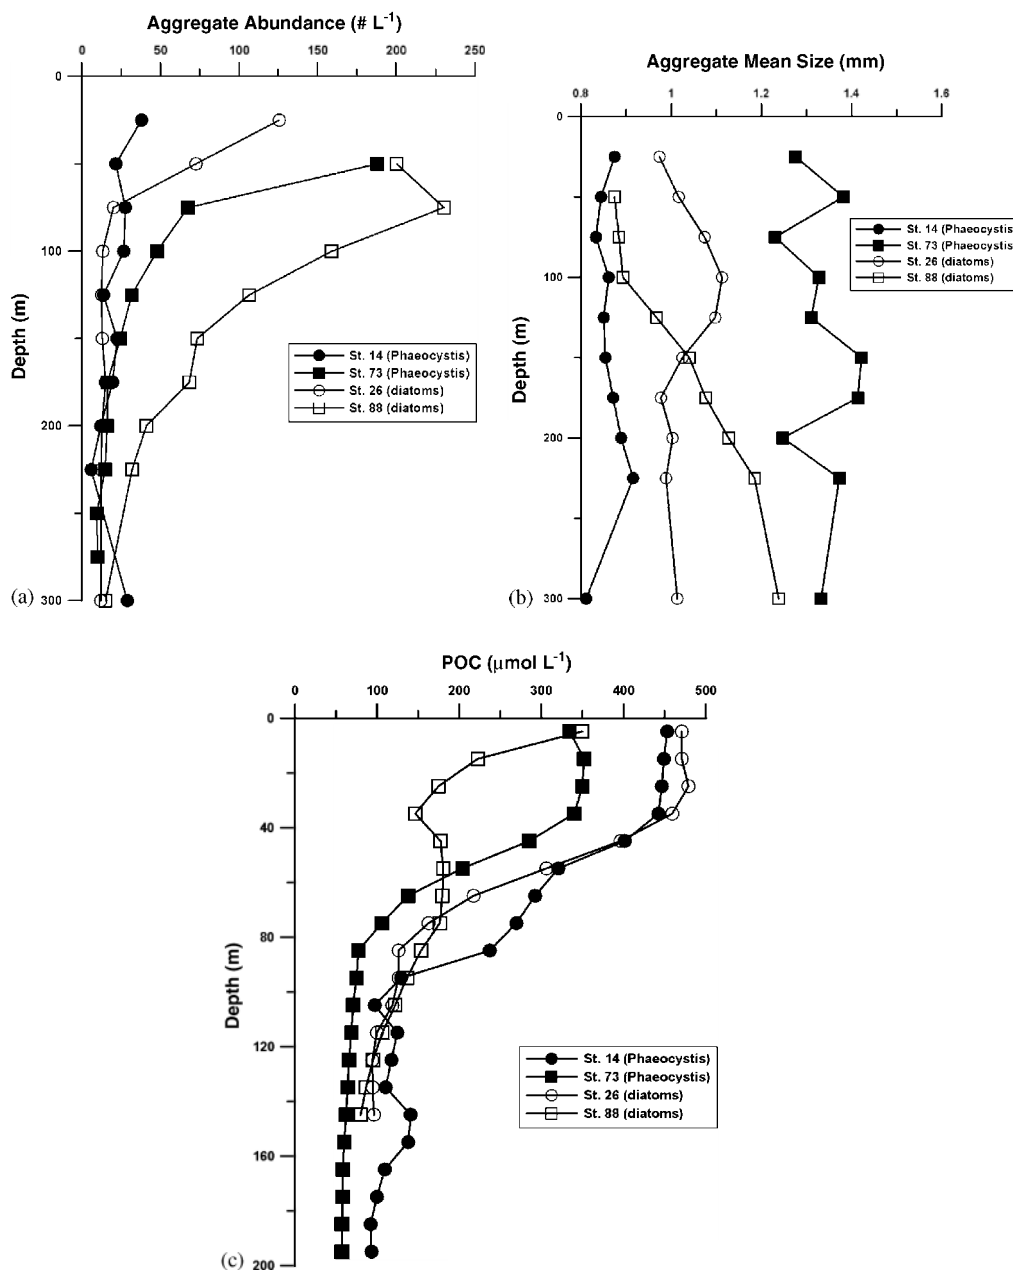 Aggregate Abundance (# L⁻¹)
0 50 100 150 200 250
0
100
200
300
Depth (m)
St. 14 (Phaeocystis)
St. 73 (Phaeocystis)
St. 26 (diatoms)
St. 88 (diatoms)
(a)
Aggregate Mean Size (mm)
0.8 1 1.2 1.4 1.6
0
100
200
300
Depth (m)
St. 14 (Phaeocystis)
St. 73 (Phaeocystis)
St. 26 (diatoms)
St. 88 (diatoms)
(b)
POC (μmol L⁻¹)
0 100 200 300 400 500
0
40
80
120
160
200
Depth (m)
St. 14 (Phaeocystis)
St. 73 (Phaeocystis)
St. 26 (diatoms)
St. 88 (diatoms)
(c)